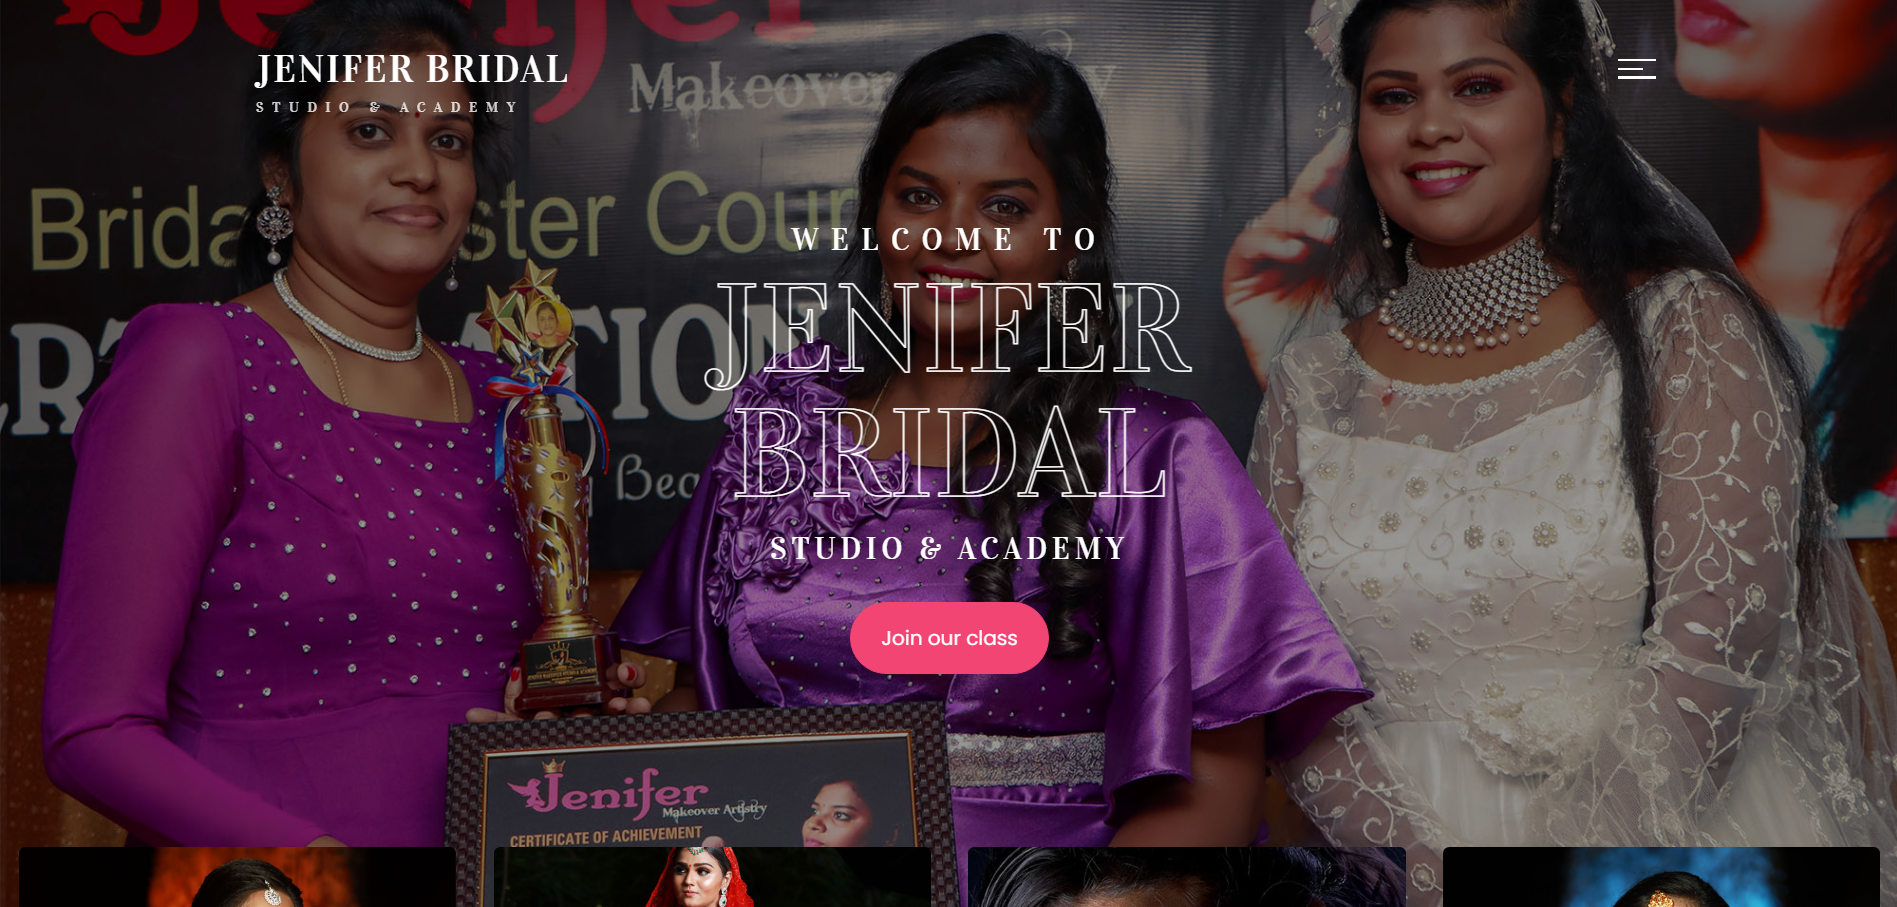 Jenifer
JENIFER BRIDAL
STUDIO & ACADEMY
Makeover
WELCOME TO
JENIFER
BRIDAL
STUDIO & ACADEMY
Join our class
Jenifer
Makeover Artistry
CERTIFICATE OF ACHIEVEMENT